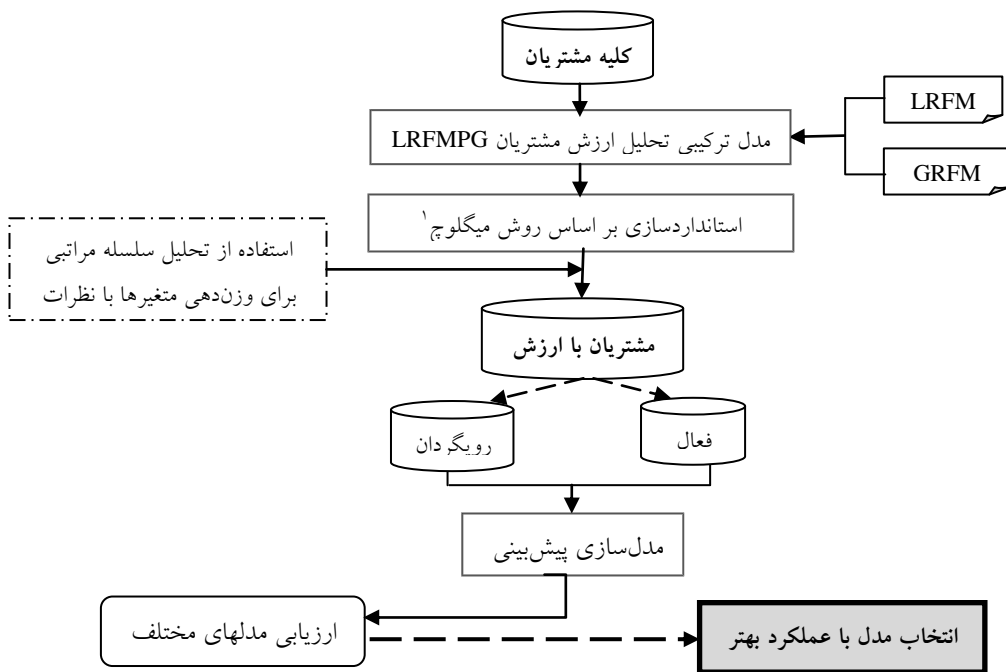 کلیه مشتریان
LRFM
مدل ترکیبی تحلیل ارزش مشتریان LRFMPG
GRFM
استانداردسازی بر اساس روش میگلوچ۱
استفاده از تحلیل سلسله مراتبی
برای وزن‌دهی متغیرها با نظرات
مشتریان با ارزش
فعال
رویگردان
مدل‌سازی پیش‌بینی
ارزیابی مدلهای مختلف
انتخاب مدل با عملکرد بهتر